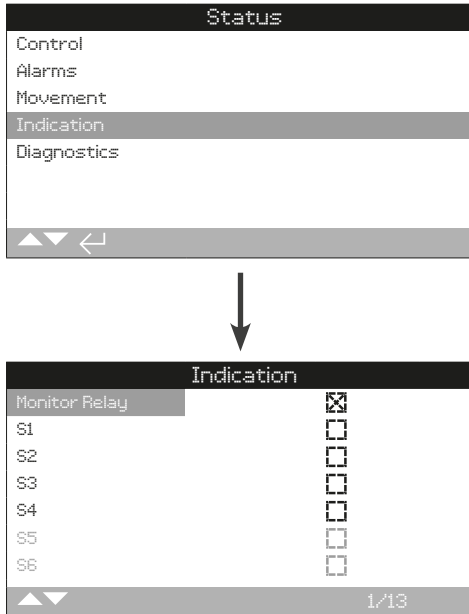 Status
Control
Alarms
Movement
Indication
Diagnostics
Indication
Monitor Relay
S1
S2
S3
S4
S5
S6
1/13